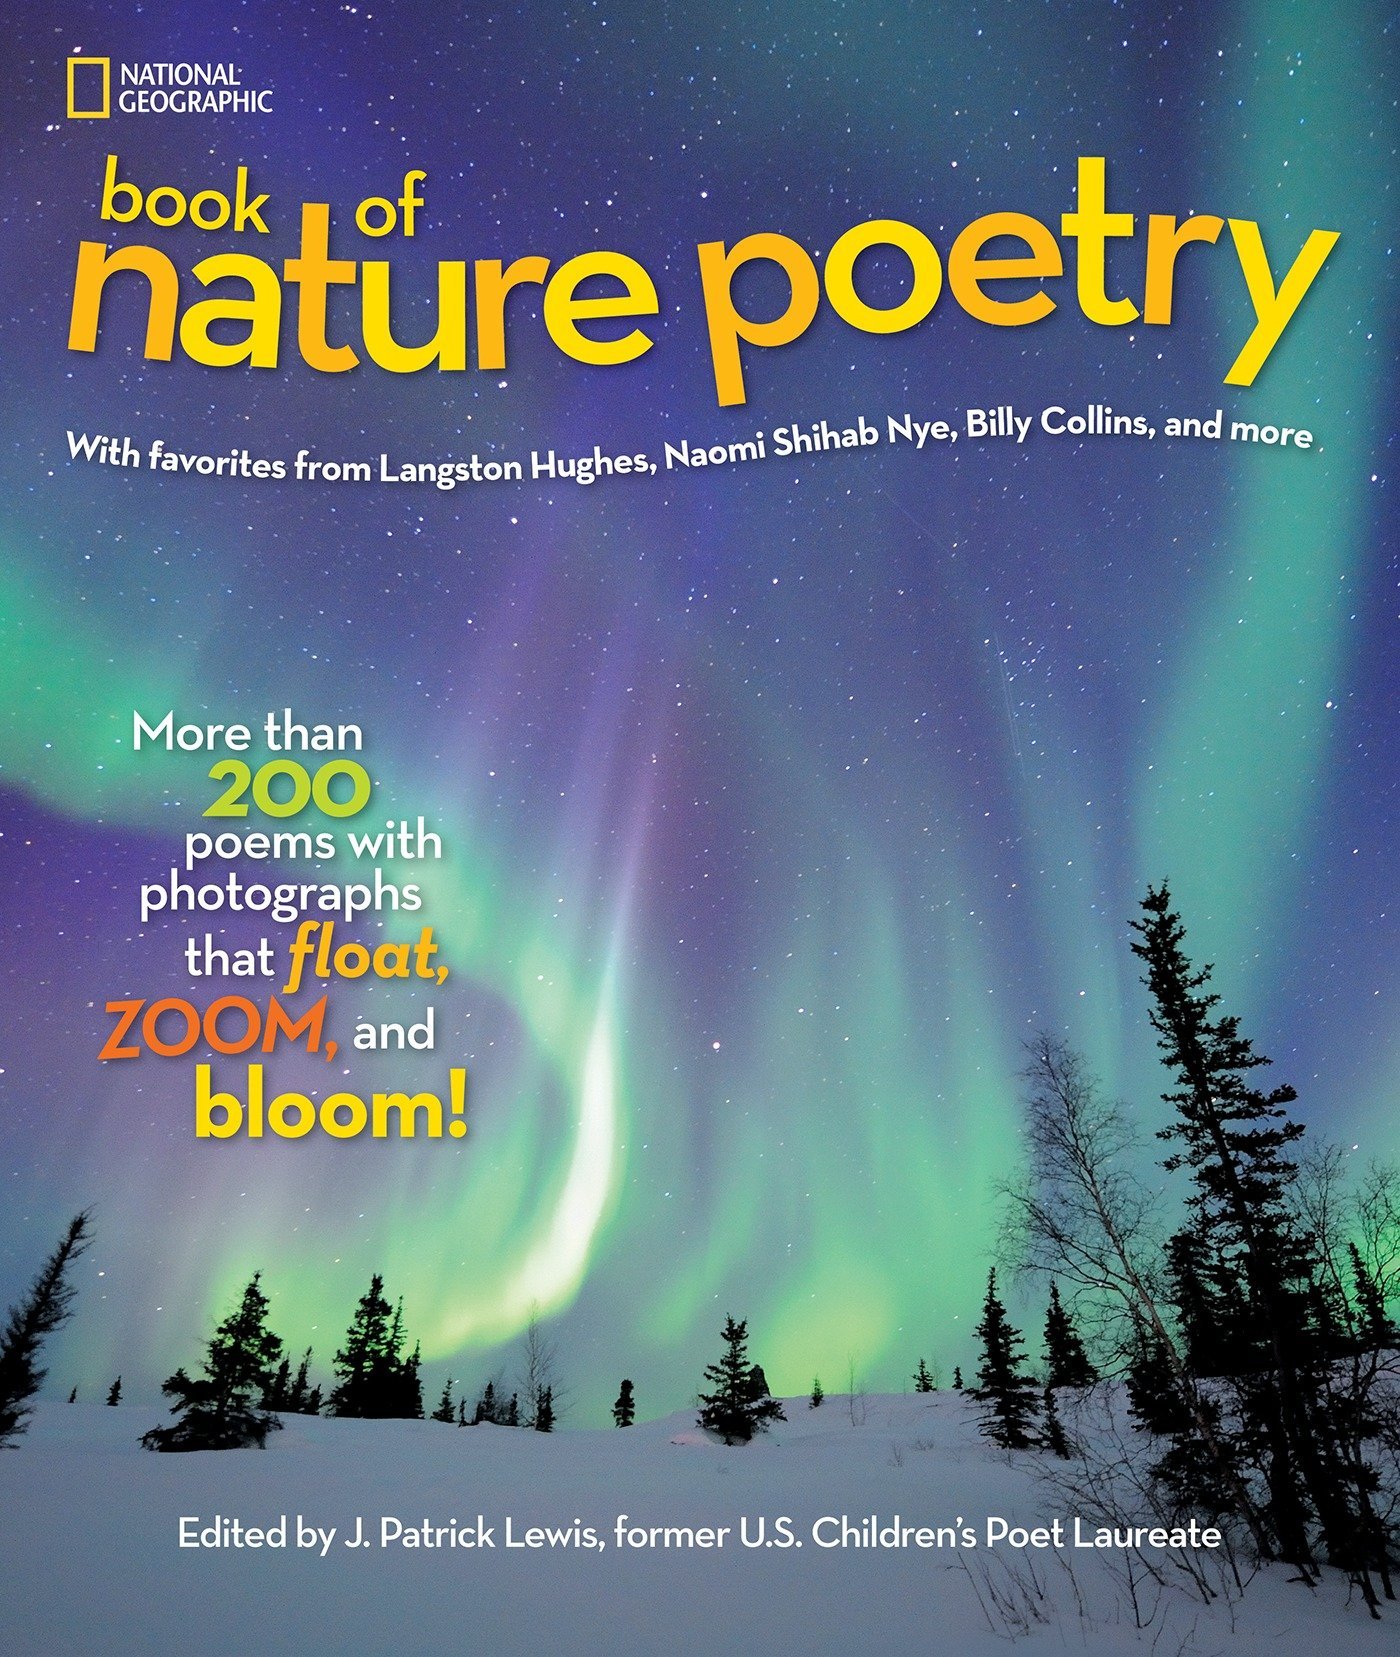 NATIONAL
GEOGRAPHIC
book of
nature poetry
With favorites from Langston Hughes, Naomi Shihab Nye, Billy Collins, and more
More than
200
poems with
photographs
that float,
ZOOM, and
bloom!
Edited by J. Patrick Lewis, former U.S. Children's Poet Laureate